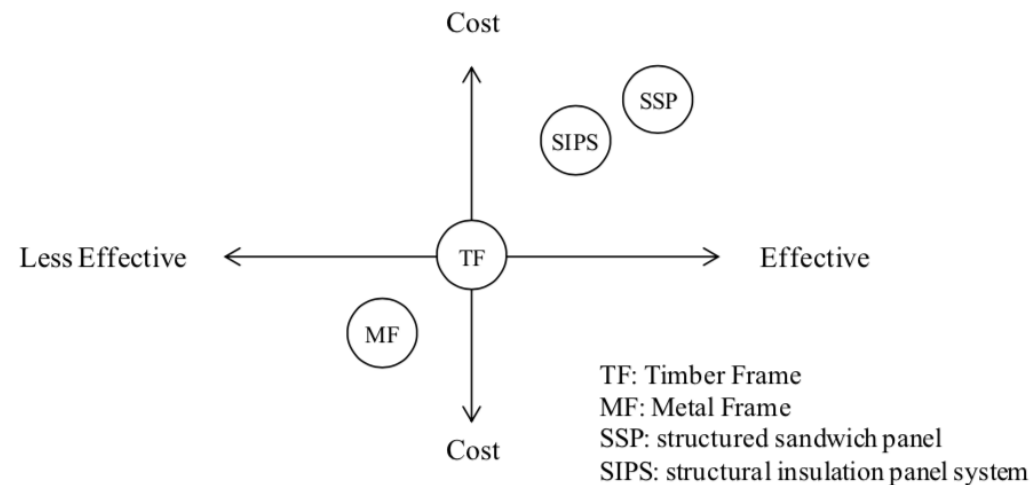 Cost
SSP
SIPS
Less Effective
TF
Effective
MF
TF: Timber Frame
MF: Metal Frame
SSP: structured sandwich panel
Cost
SIPS: structural insulation panel system